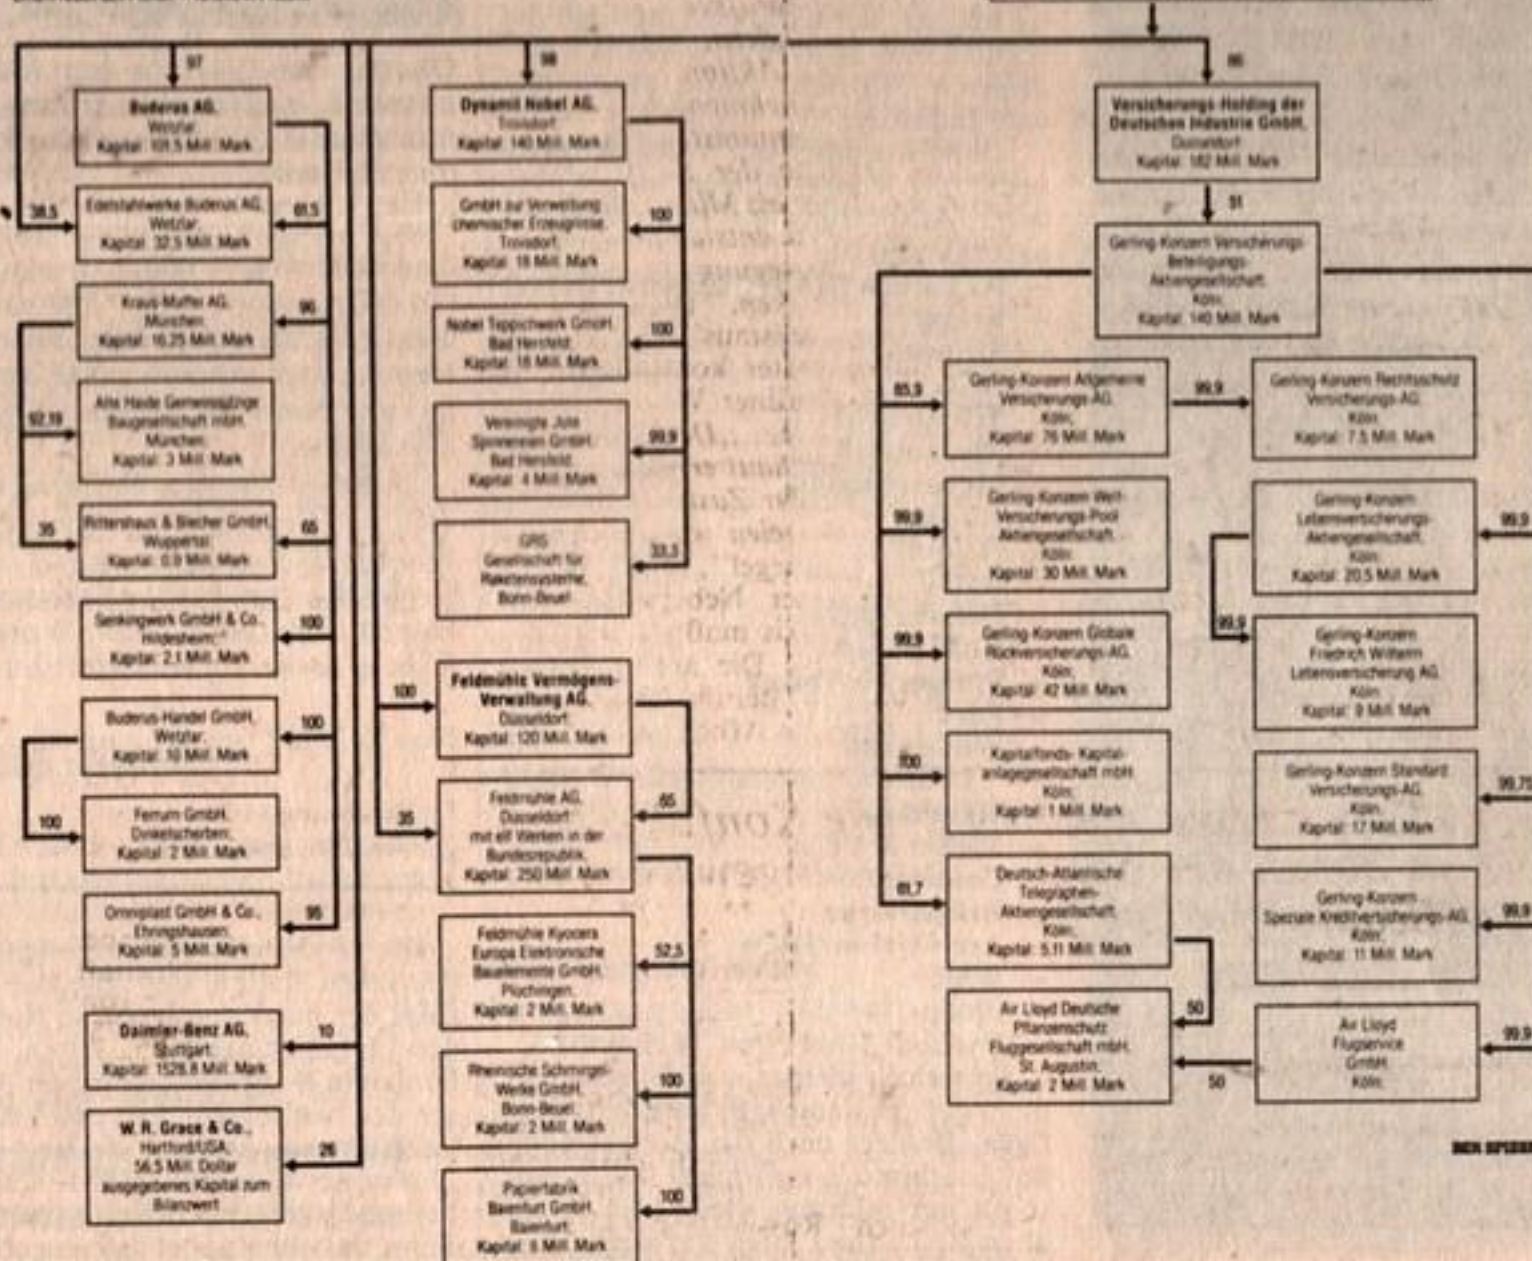 97
Buderus AG,
Wetzlar
Kapital: 101,5 Mill. Mark
38,5
Edelstahlwerke Buderus AG,
Wetzlar,
Kapital: 32,5 Mill. Mark
61,5
Kraus-Maffei AG,
München,
Kapital: 16,25 Mill. Mark
96
92,19
Alte Haide Gemeinnützige
Baugesellschaft mbH,
München,
Kapital: 3 Mill. Mark
35
Rittershaus & Blecher GmbH,
Wuppertal,
Kapital: 0,9 Mill. Mark
65
Senkingwerk GmbH & Co.,
Hildesheim,
Kapital: 2,1 Mill. Mark
100
Buderus-Handel GmbH,
Wetzlar,
Kapital: 10 Mill. Mark
100
100
Ferrum GmbH,
Dinkelscherben,
Kapital: 2 Mill. Mark
Omniplast GmbH & Co.,
Ehringshausen,
Kapital: 5 Mill. Mark
95
Daimler-Benz AG,
Stuttgart,
Kapital: 1528,8 Mill. Mark
10
W. R. Grace & Co.,
Hartford/USA,
56,5 Mill. Dollar
ausgegebenes Kapital zum
Bilanzwert
26
98
Dynamit Nobel AG,
Troisdorf
Kapital: 140 Mill. Mark
GmbH zur Verwertung
chemischer Erzeugnisse,
Troisdorf,
Kapital: 18 Mill. Mark
100
Nobel Teppichwerk GmbH,
Bad Hersfeld,
Kapital: 18 Mill. Mark
100
Vereinigte Jute
Spinnereien GmbH,
Bad Hersfeld,
Kapital: 4 Mill. Mark
99,9
GRS
Gesellschaft für
Raketensysteme,
Bonn-Beuel
33,3
100
Feldmühle Vermögens-
Verwaltung AG,
Düsseldorf,
Kapital: 120 Mill. Mark
35
Feldmühle AG,
Düsseldorf
mit elf Werken in der
Bundesrepublik,
Kapital: 250 Mill. Mark
65
Feldmühle Kyocera
Europa Elektronische
Bauelemente GmbH,
Plochingen,
Kapital: 2 Mill. Mark
52,5
Rheinische Schmirgel-
Werke GmbH,
Bonn-Beuel,
Kapital: 2 Mill. Mark
100
Papierfabrik
Baienfurt GmbH,
Baienfurt,
Kapital: Mill. Mark
100
Versicherungs-Holding der
Deutschen Industrie GmbH,
Düsseldorf
Kapital: 182 Mill. Mark
51
Gerling-Konzern Versicherungs-
Beteiligungs-
Aktiengesellschaft,
Köln,
Kapital: 140 Mill. Mark
85,9
Gerling-Konzern Allgemeine
Versicherungs-AG,
Köln,
Kapital: 76 Mill. Mark
99,9
Gerling-Konzern Rechtsschutz
Versicherungs-AG,
Köln,
Kapital: 7,5 Mill. Mark
99,9
Gerling-Konzern Welt-
Versicherungs-Pool
Aktiengesellschaft,
Köln,
Kapital: 30 Mill. Mark
Gerling-Konzern
Lebensversicherungs-
Aktiengesellschaft,
Köln,
Kapital: 20,5 Mill. Mark
99,9
99,9
Gerling-Konzern Globale
Rückversicherungs-AG,
Köln,
Kapital: 42 Mill. Mark
99,9
Gerling-Konzern
Friedrich Wilhelm
Lebensversicherung AG,
Köln,
Kapital: 9 Mill. Mark
100
Kapitalfonds- Kapital-
anlagegesellschaft mbH,
Köln,
Kapital: 1 Mill. Mark
Gerling-Konzern Standard
Versicherungs-AG,
Köln,
Kapital: 17 Mill. Mark
99,75
61,7
Deutsch-Atlantische
Telegraphen-
Aktiengesellschaft,
Köln,
Kapital: 5,11 Mill. Mark
Gerling-Konzern
Speziale Kreditversicherungs-AG,
Köln,
Kapital: 11 Mill. Mark
99,9
Air Lloyd Deutsche
Pflanzenschutz
Fluggesellschaft mbH,
St. Augustin,
Kapital: 2 Mill. Mark
50
50
Air Lloyd
Flugservice
GmbH
Köln,
99,9